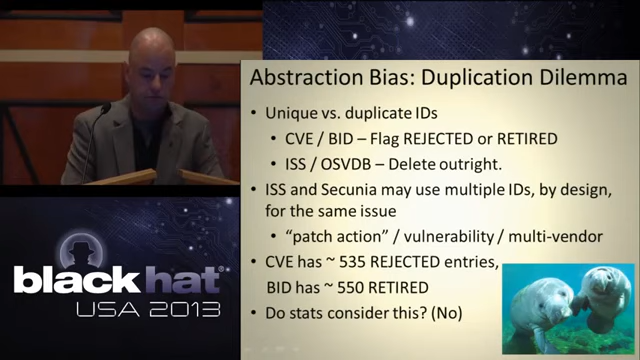 Abstraction Bias: Duplication Dilemma
• Unique vs. duplicate IDs
• CVE / BID – Flag REJECTED or RETIRED
• ISS / OSVDB – Delete outright.
• ISS and Secunia may use multiple IDs, by design,
for the same issue
• “patch action” / vulnerability / multi-vendor
• CVE has ~ 535 REJECTED entries,
BID has ~ 550 RETIRED
• Do stats consider this? (No)
black hat®
USA 2013